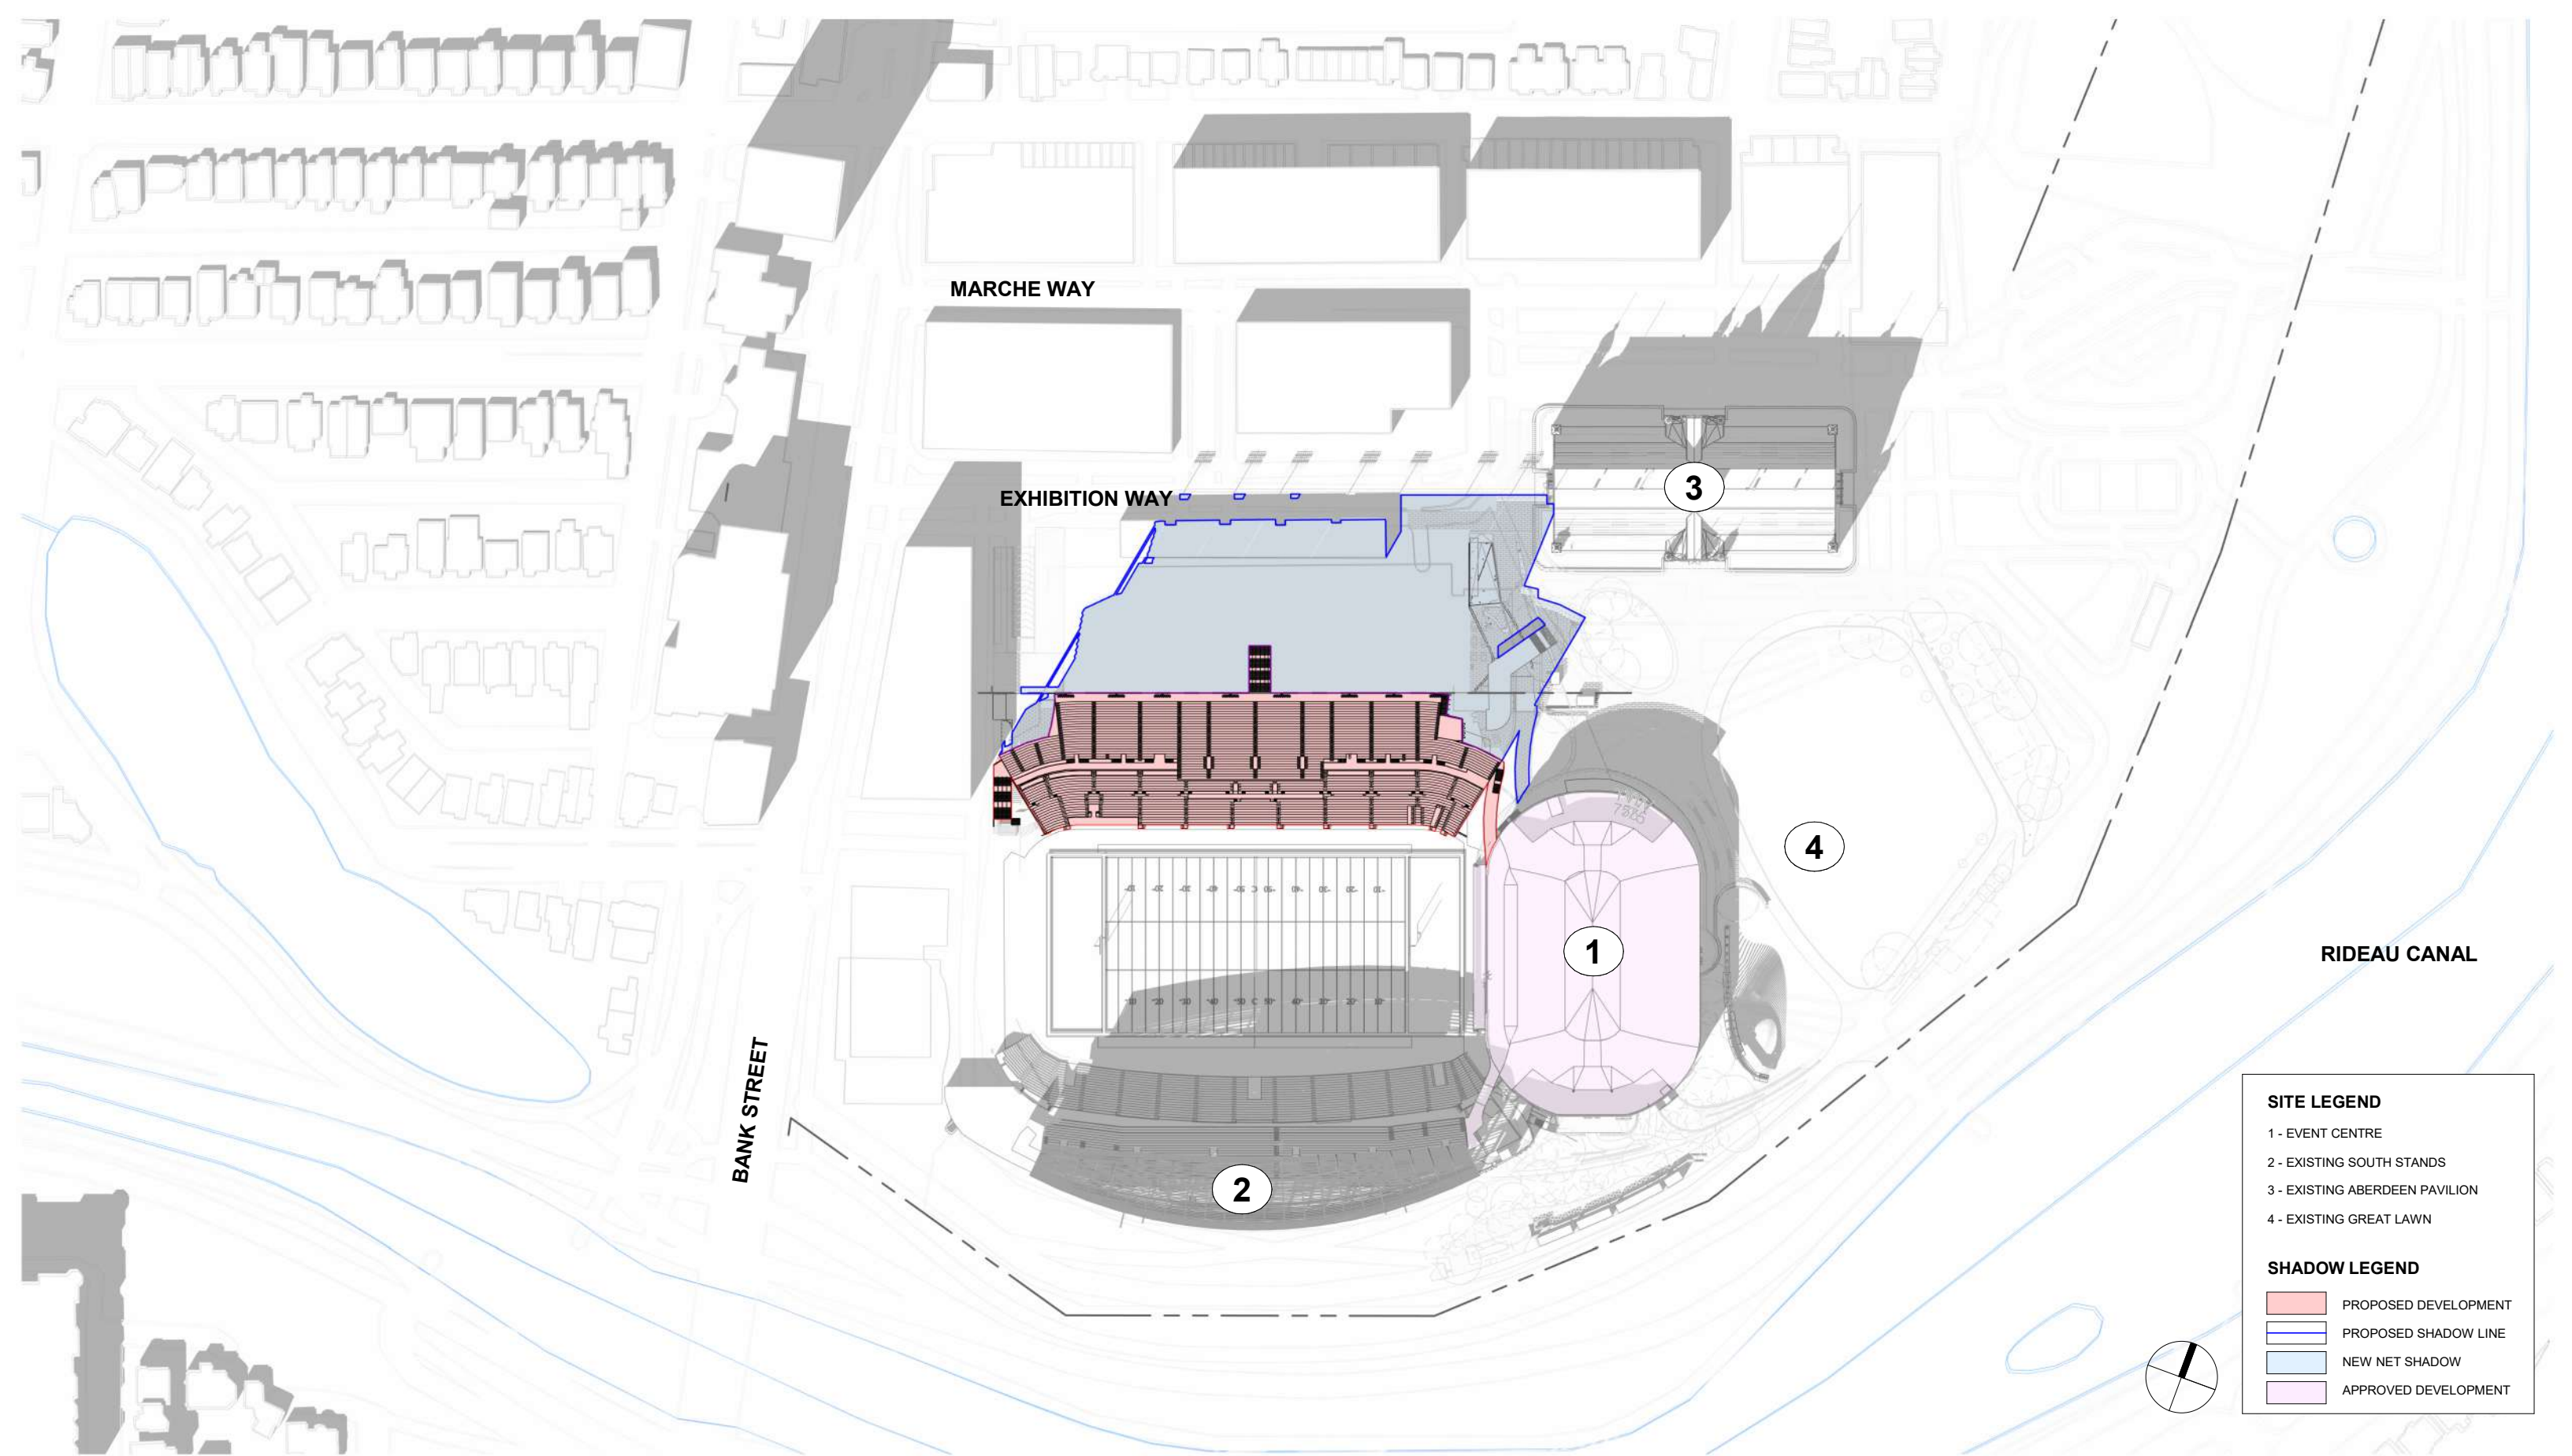 MARCHE WAY
EXHIBITION WAY
3
4
1
RIDEAU CANAL
BANK STREET
2
SITE LEGEND
1 - EVENT CENTRE
2 - EXISTING SOUTH STANDS
3 - EXISTING ABERDEEN PAVILION
4 - EXISTING GREAT LAWN
SHADOW LEGEND
PROPOSED DEVELOPMENT
PROPOSED SHADOW LINE
NEW NET SHADOW
APPROVED DEVELOPMENT